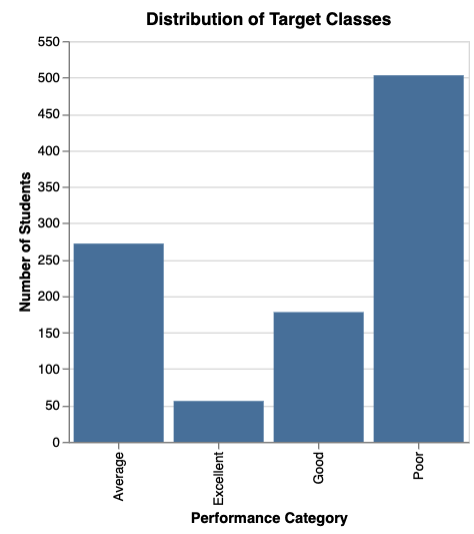 Distribution of Target Classes
550
500
450
400
350
300
250
200
150
100
50
0
Number of Students
Average
Excellent
Good
Poor
Performance Category